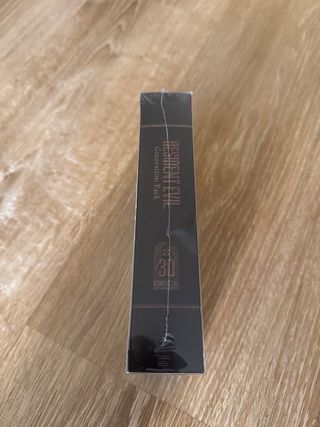 RESIDENT EVIL
Generation Pack
30